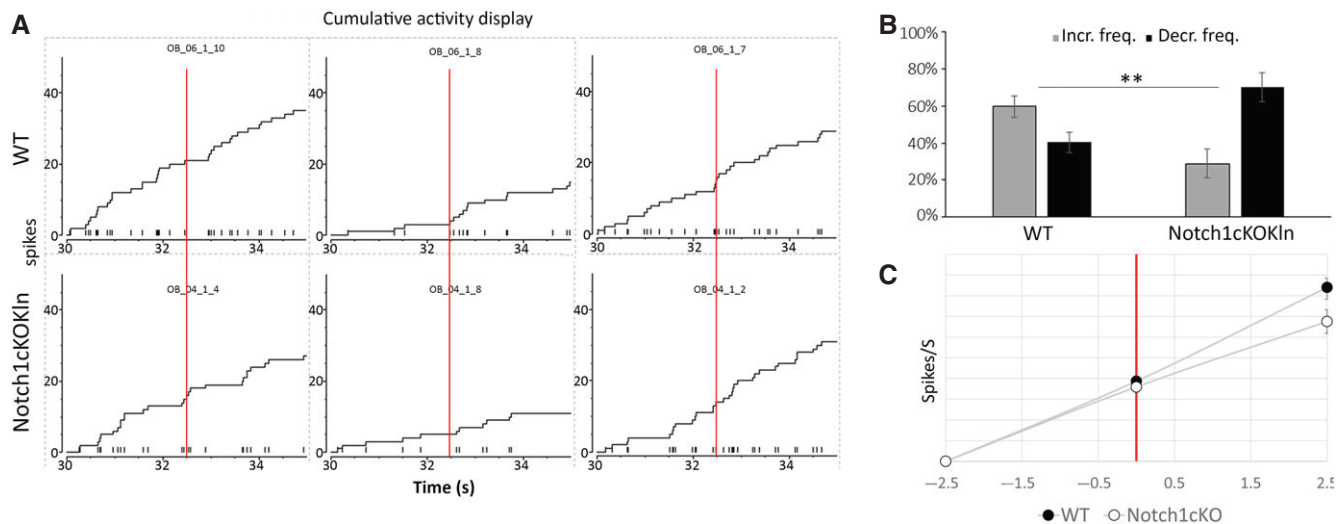 A
Cumulative activity display
OB_06_1_10
OB_06_1_8
OB_06_1_7
WT
spikes
40
20
0
30 32 34
40
20
0
30 32 34
40
20
0
30 32 34
Notch1cKOKln
OB_04_1_4
OB_04_1_8
OB_04_1_2
40
20
0
30 32 34
40
20
0
30 32 34
40
20
0
30 32 34
Time (s)
B
Incr. freq. Decr. freq.
100%
80%
60%
40%
20%
0%
**
WT Notch1cKOKln
C
Spikes/S
—2.5 —1.5 —0.5 0.5 1.5 2.5
WT Notch1cKO